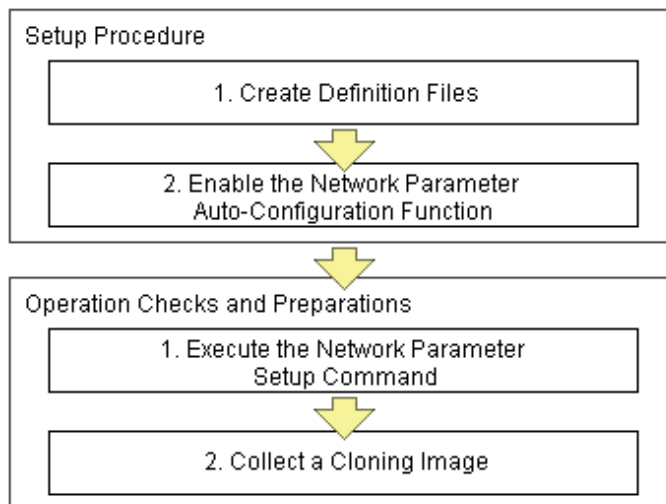 Setup Procedure
1. Create Definition Files
2. Enable the Network Parameter
Auto-Configuration Function
Operation Checks and Preparations
1. Execute the Network Parameter
Setup Command
2. Collect a Cloning Image